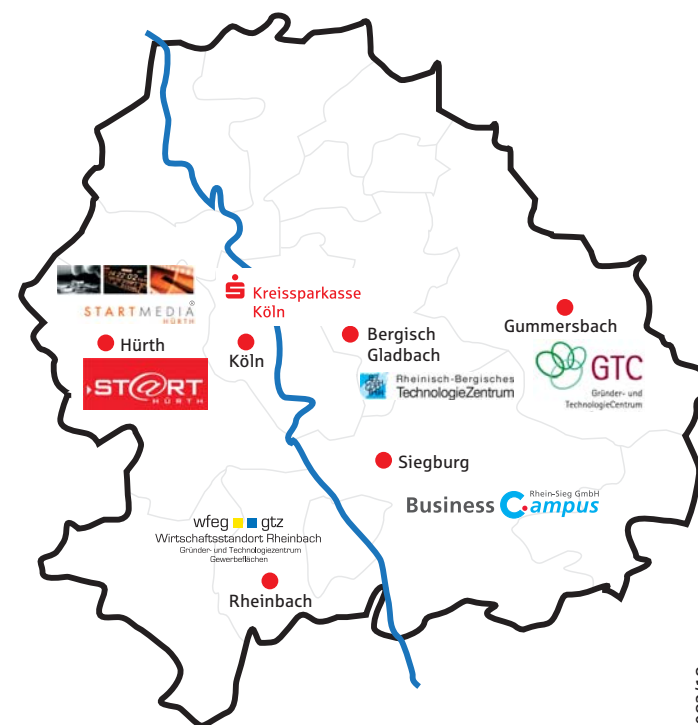 Kreissparkasse
Köln
STARTMEDIA
HÜRTH
Hürth
ST@RT
HÜRTH
Köln
Bergisch
Gladbach
Rheinisch-Bergisches
TechnologieZentrum
Gummersbach
GTC
Gründer- und
TechnologieCentrum
Siegburg
Rhein-Sieg GmbH
Business Campus
wfeg gtz
Wirtschaftsstandort Rheinbach
Gründer- und Technologiezentrum
Gewerbeflächen
Rheinbach